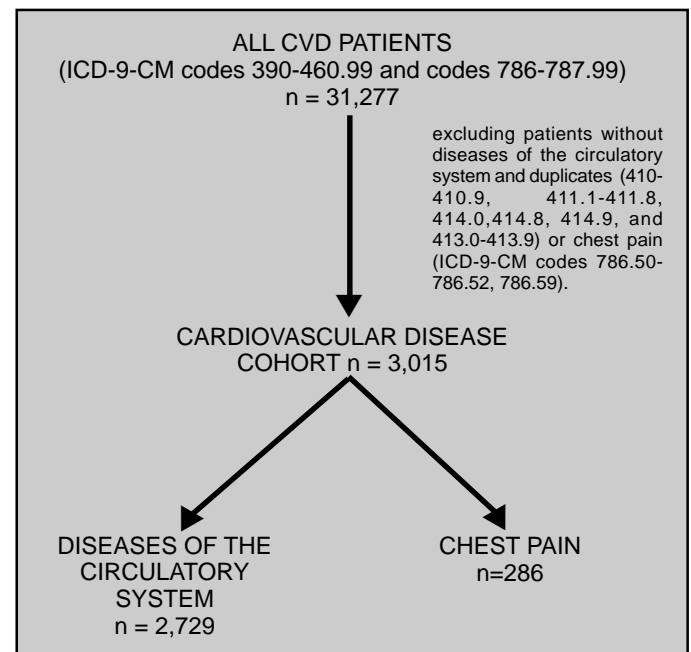 ALL CVD PATIENTS
(ICD-9-CM codes 390-460.99 and codes 786-787.99)
n = 31,277
excluding patients without
diseases of the circulatory
system and duplicates (410-
410.9, 411.1-411.8,
414.0,414.8, 414.9, and
413.0-413.9) or chest pain
(ICD-9-CM codes 786.50-
786.52, 786.59).
CARDIOVASCULAR DISEASE
COHORT n = 3,015
DISEASES OF THE
CIRCULATORY
SYSTEM
n = 2,729
CHEST PAIN
n=286